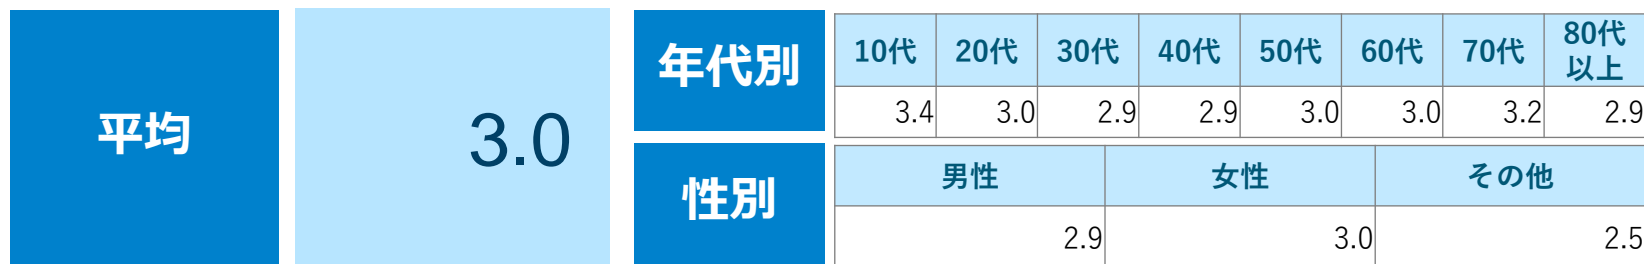 平均
3.0
年代別
10代 20代 30代 40代 50代 60代 70代 80代以上
3.4 3.0 2.9 2.9 3.0 3.0 3.2 2.9
性別
男性 女性 その他
2.9 3.0 2.5